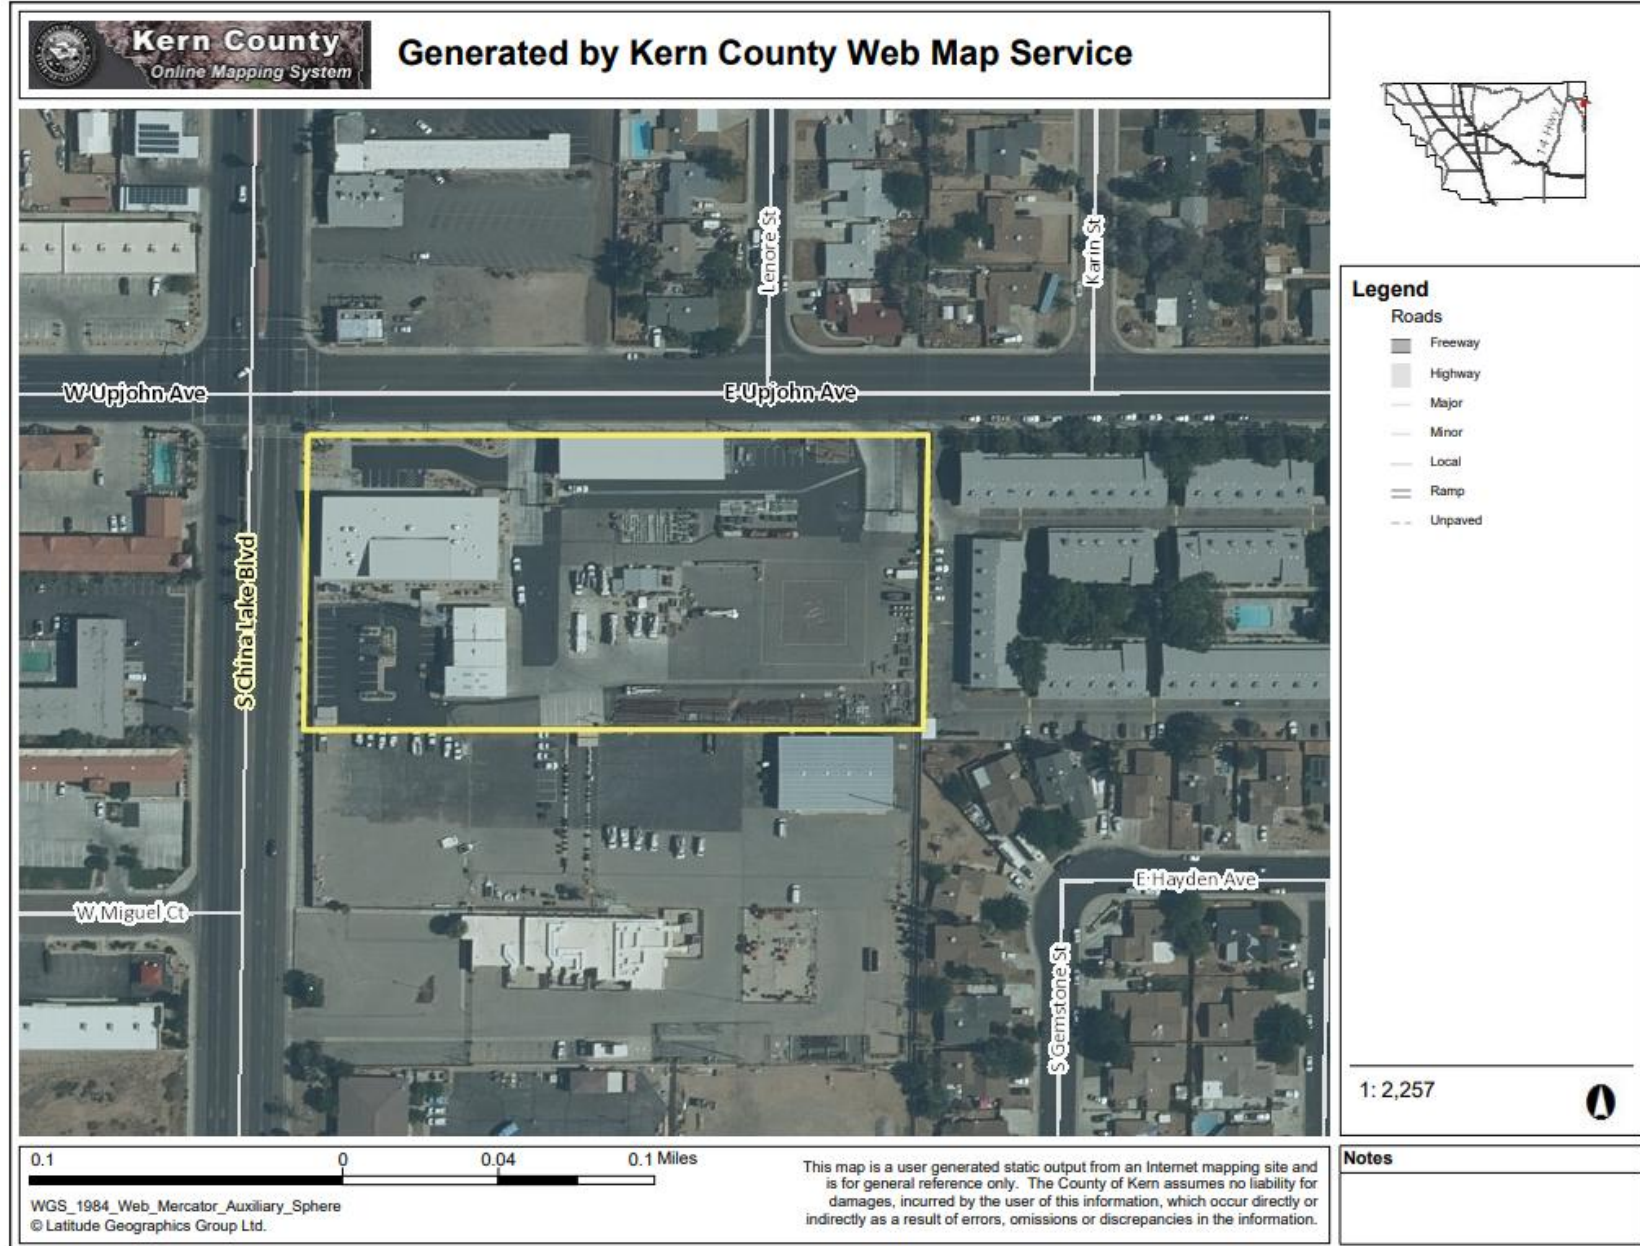 Kern County
Online Mapping System
Generated by Kern County Web Map Service
14 Hwy
Lenore St
Karin St
W Upjohn Ave
E Upjohn Ave
S China Lake Blvd
E Hayden Ave
W Miguel Ct
S Gemstone St
Legend
Roads
Freeway
Highway
Major
Minor
Local
Ramp
Unpaved
1: 2,257
0.1
0
0.04
0.1 Miles
WGS_1984_Web_Mercator_Auxiliary_Sphere
© Latitude Geographics Group Ltd.
This map is a user generated static output from an Internet mapping site and
is for general reference only. The County of Kern assumes no liability for
damages, incurred by the user of this information, which occur directly or
indirectly as a result of errors, omissions or discrepancies in the information.
Notes